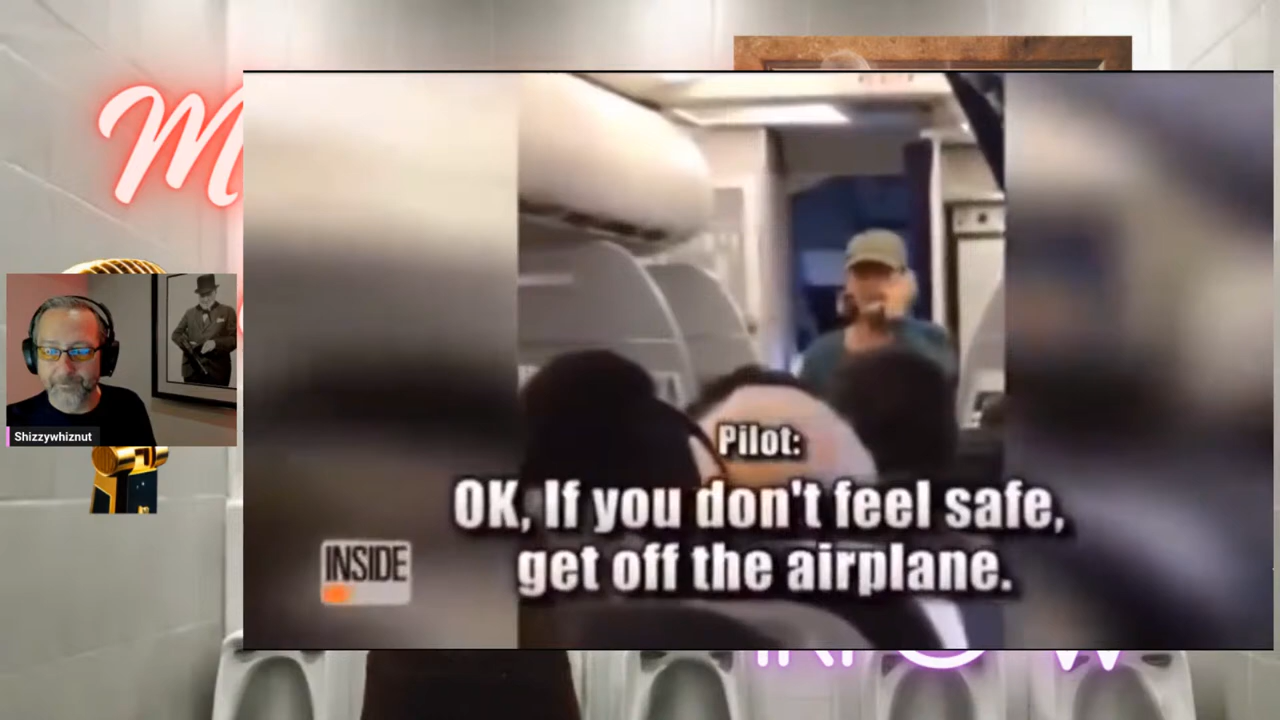 M
Shizzywhiznut
Pilot:
OK, If you don't feel safe,
get off the airplane.
INSIDE